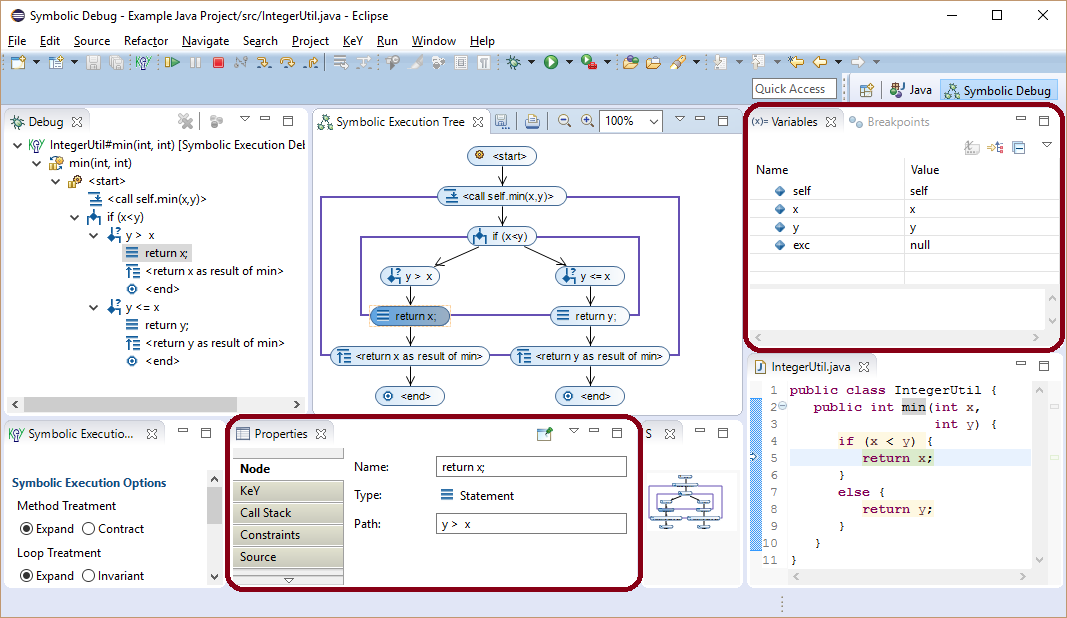 Symbolic Debug - Example Java Project/src/IntegerUtil.java - Eclipse
File Edit Source Refactor Navigate Search Project KeY Run Window Help
Quick Access Java Symbolic Debug
Debug
IntegerUtil#min(int, int) [Symbolic Execution Del
min(int, int)
<start>
<call self.min(x,y)>
if (x<y)
y > x
return x;
<return x as result of min>
<end>
y <= x
return y;
<return y as result of min>
<end>
Symbolic Execution Tree
100%
<start>
<call self.min(x,y)>
if (x<y)
y > x
y <= x
return x;
return y;
<return x as result of min>
<return y as result of min>
<end>
<end>
(x)= Variables Breakpoints
Name Value
self self
x x
y y
exc null
Symbolic Executio...
Symbolic Execution Options
Method Treatment
Expand Contract
Loop Treatment
Expand Invariant
Properties
Node
KeY
Call Stack
Constraints
Source
Name: return x;
Type: Statement
Path: y > x
S
IntegerUtil.java
1 public class IntegerUtil {
2 public int min(int x,
3 int y) {
4 if (x < y) {
5 return x;
6 }
7 else {
8 return y;
9 }
10 }
11 }